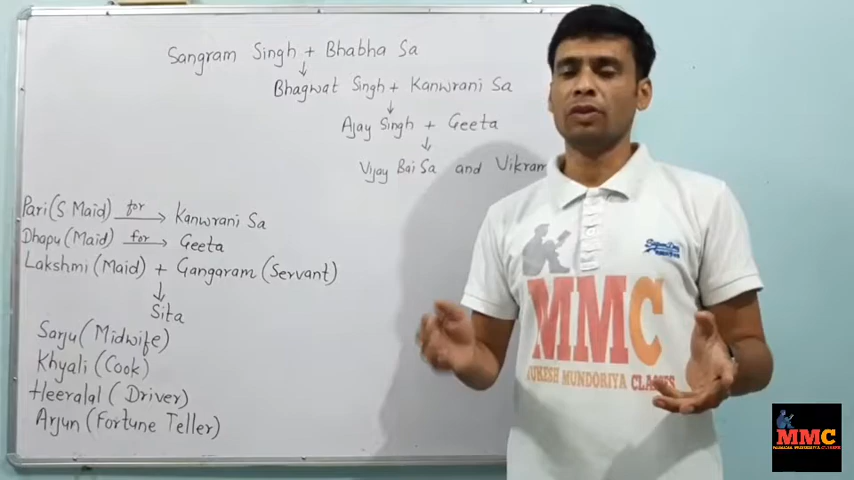 Sangram Singh + Bhabha Sa
Bhagwat Singh + Kanwrani Sa
Ajay Singh + Geeta
Vijay Bai Sa and Vikram
Pari (S Maid) for → Kanwrani Sa
Dhapu (Maid) for → Geeta
Lakshmi (Maid) + Gangaram (Servant)
Sita
Sarju (Midwife)
Khyali (Cook)
Heeralal (Driver)
Arjun (Fortune Teller)
MMC
MUKESH MUNDORIYA CLASSES
MMC